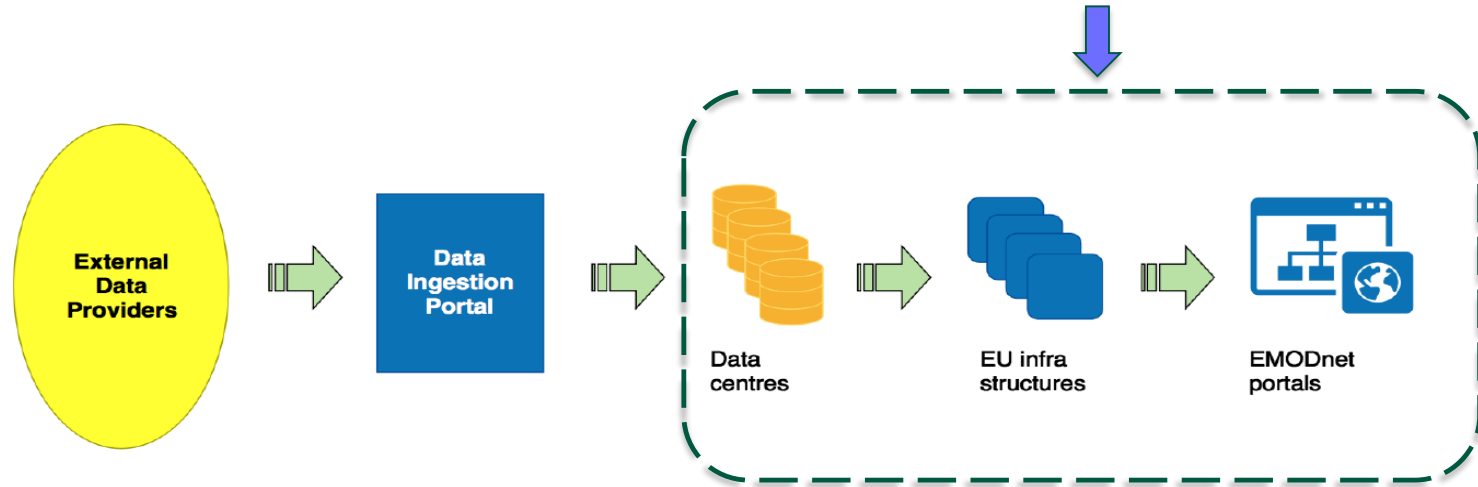 External
Data
Providers
Data
Ingestion
Portal
Data
centres
EU infra
structures
EMODnet
portals